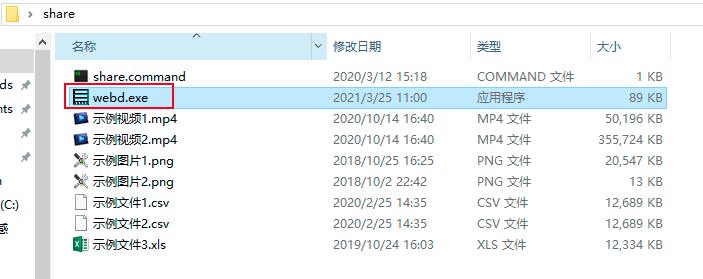 share
名称 修改日期 类型 大小
share.command 2020/3/12 15:18 COMMAND 文件 1 KB
webd.exe 2021/3/25 11:00 应用程序 89 KB
示例视频1.mp4 2020/10/14 16:40 MP4 文件 50,196 KB
示例视频2.mp4 2020/10/14 16:40 MP4 文件 355,724 KB
示例图片1.png 2018/10/25 16:25 PNG 文件 20,547 KB
示例图片2.png 2018/10/2 22:42 PNG 文件 13 KB
示例文件1.csv 2020/2/25 14:35 CSV 文件 12,689 KB
示例文件2.csv 2020/2/25 14:35 CSV 文件 12,689 KB
示例文件3.xls 2019/10/24 16:03 XLS 文件 12,334 KB
ds
nts
(C:)
感